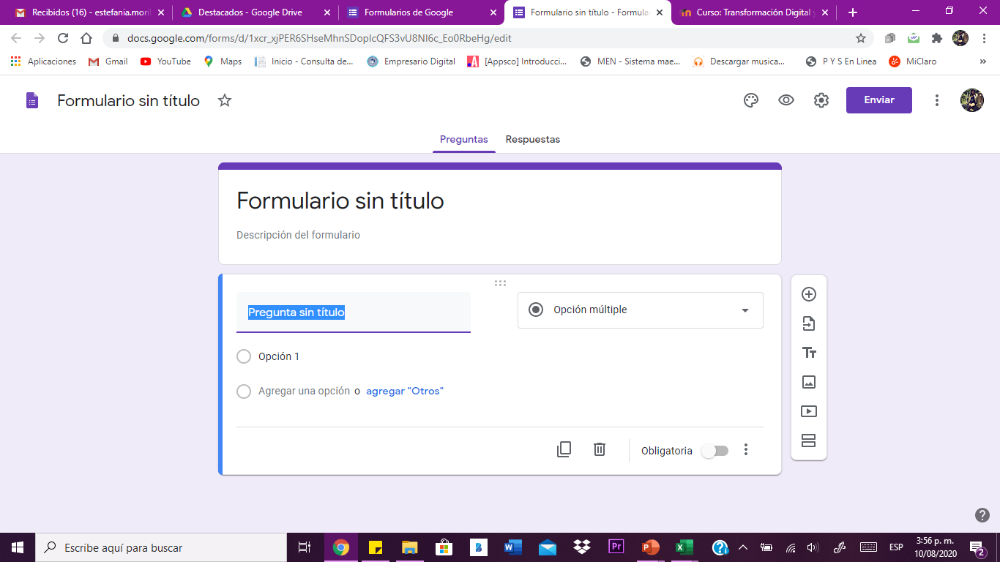 Recibidos (16) - estefania.mori
Destacados - Google Drive
Formularios de Google
Formulario sin título - Formula
Curso: Transformación Digital y
docs.google.com/forms/d/1xcr_xjPER6SHseMhnSDopIcQFS3vU8NI6c_Eo0RbeHg/edit
Aplicaciones
Gmail
YouTube
Maps
Inicio - Consulta de...
Empresario Digital
[Appsco] Introducci...
MEN - Sistema mae...
Descargar musica...
P Y S En Linea
MiClaro
»
Formulario sin título
Enviar
Preguntas
Respuestas
Formulario sin título
Descripción del formulario
Pregunta sin título
Opción múltiple
Opción 1
Agregar una opción o agregar "Otros"
Obligatoria
Escribe aquí para buscar
ESP
3:56 p. m.
10/08/2020
2